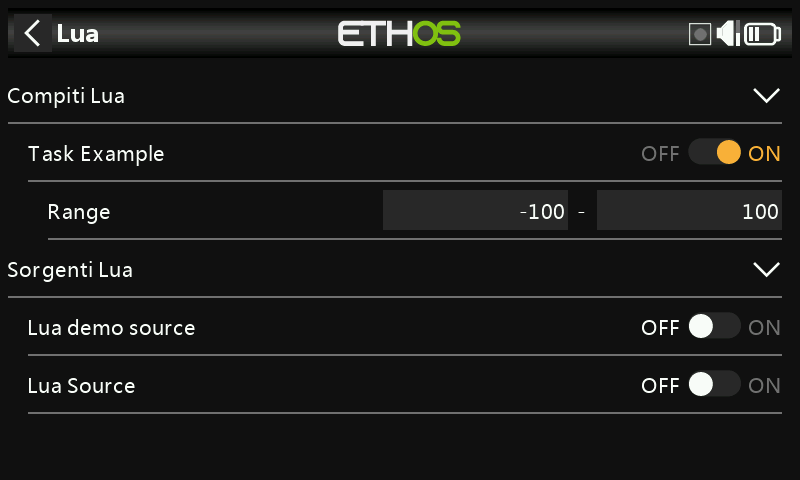 Lua ETHOS
Compiti Lua
Task Example OFF ON
Range -100 - 100
Sorgenti Lua
Lua demo source OFF ON
Lua Source OFF ON